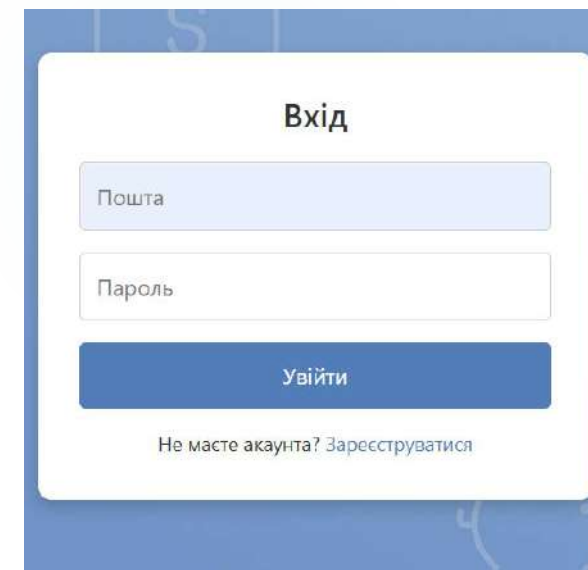 S
Вхід
Пошта
Пароль
Увійти
Не маєте акаунта? Зареєструватися